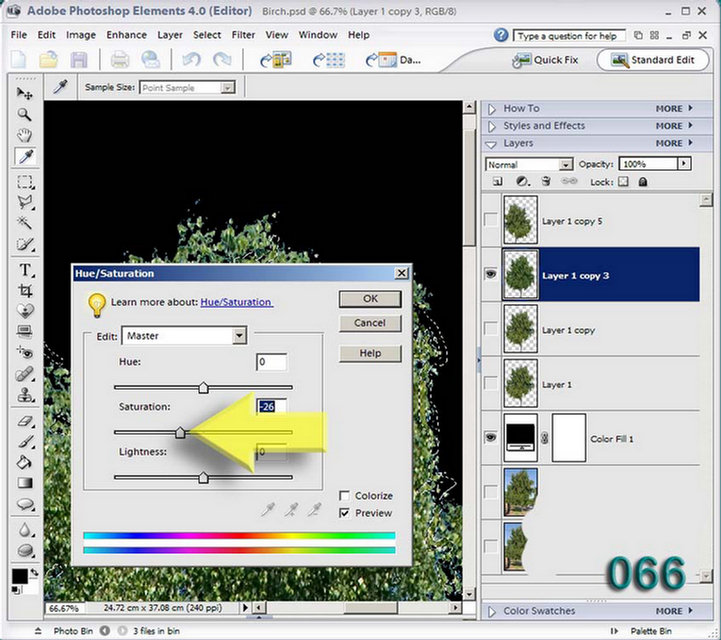 Adobe Photoshop Elements 4.0 (Editor) Birch.psd @ 66.7% (Layer 1 copy 3, RGB/8)
File Edit Image Enhance Layer Select Filter View Window Help Type a question for help
Da... Quick Fix Standard Edit
Sample Size: Point Sample
How To MORE
Styles and Effects MORE
Layers MORE
Normal Opacity: 100%
Lock:
Layer 1 copy 5
Layer 1 copy 3
Layer 1 copy
Layer 1
Color Fill 1
Hue/Saturation
Learn more about: Hue/Saturation
OK
Cancel
Help
Edit: Master
Hue: 0
Saturation: -26
Lightness: 0
Colorize
Preview
T
066
66.67% 24.72 cm x 37.08 cm (240 ppi)
Color Swatches MORE
Photo Bin 3 files in bin Palette Bin